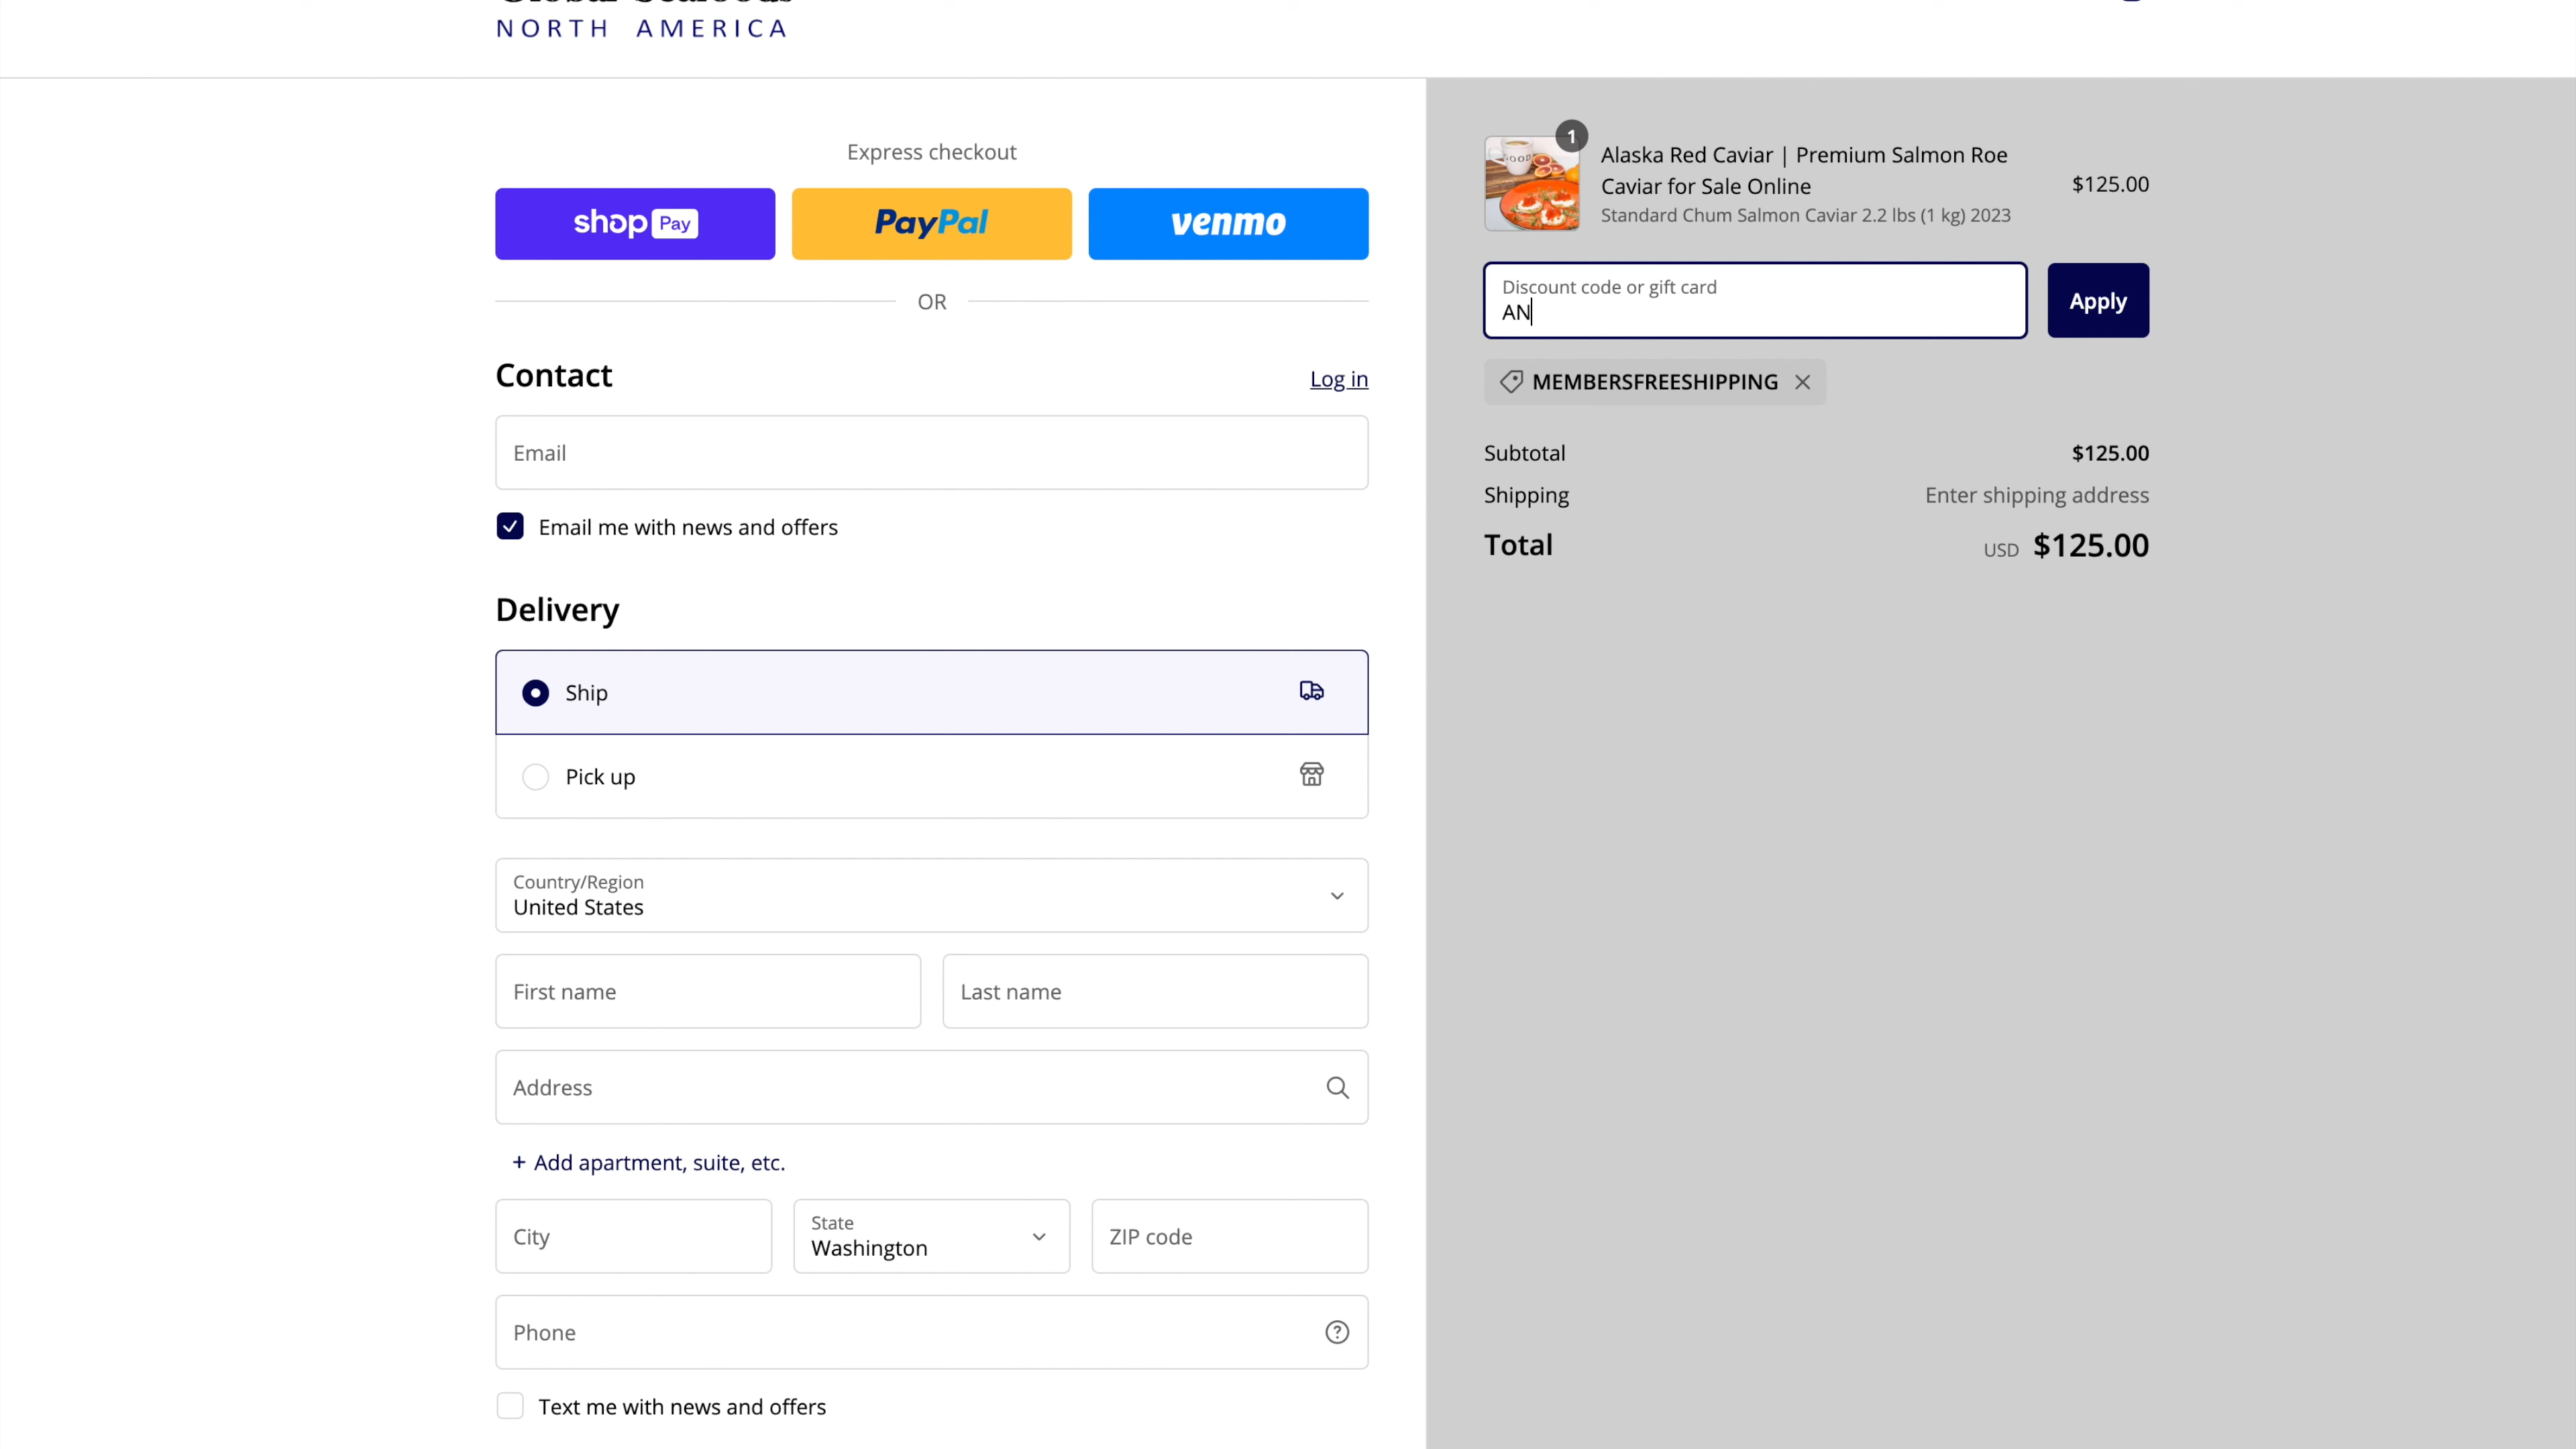 NORTH AMERICA
Express checkout
shop Pay
PayPal
venmo
OR
Contact
Log in
Email
Email me with news and offers
Delivery
Ship
Pick up
Country/Region
United States
First name
Last name
Address
+ Add apartment, suite, etc.
City
State
Washington
ZIP code
Phone
Text me with news and offers
1
Alaska Red Caviar | Premium Salmon Roe
Caviar for Sale Online
Standard Chum Salmon Caviar 2.2 lbs (1 kg) 2023
$125.00
Discount code or gift card
AN
Apply
MEMBERSFREESHIPPING
Subtotal
$125.00
Shipping
Enter shipping address
Total
USD $125.00